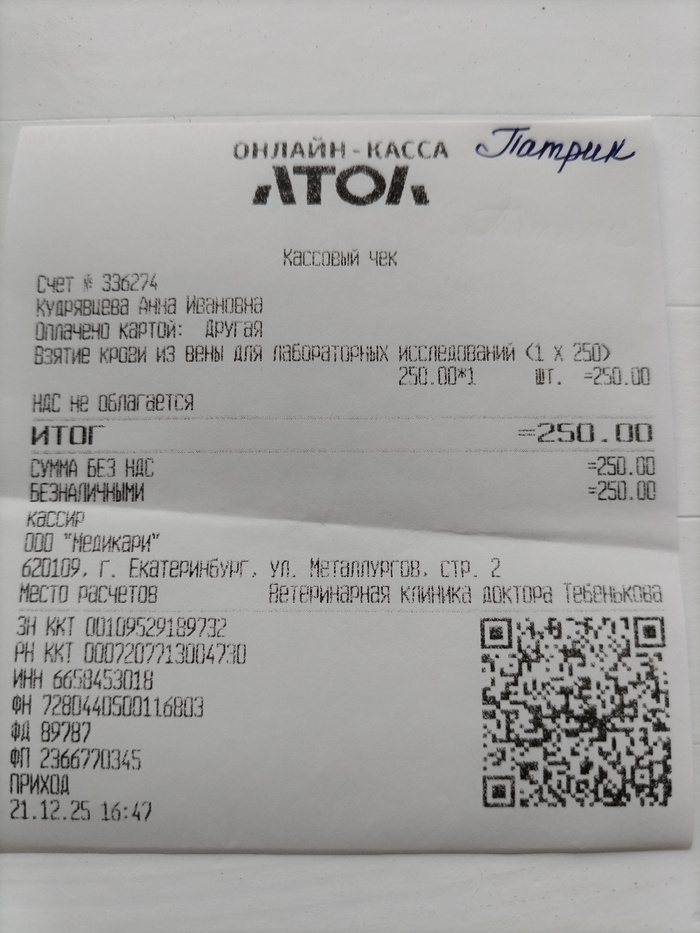 ОНЛАЙН-КАССА Патрик
АТОЛ
Кассовый чек
Счет № 336274
Кудрявцева Анна Ивановна
Оплачено картой: Другая
Взятие крови из вены для лабораторных исследований (1 X 250)
250.00*1 шт. =250.00
НДС не облагается
ИТОГ =250.00
СУММА БЕЗ НДС =250.00
БЕЗНАЛИЧНЫМИ =250.00
кассир
ООО "Медикари"
620109, г. Екатеринбург, ул. Металлургов, стр. 2
Место расчетов Ветеринарная клиника доктора Тебенькова
ЗН ККТ 00109529189732
РН ККТ 0007207713004730
ИНН 6658453018
ФН 7280440500116803
ФД 89787
ФП 2366770345
ПРИХОД
21.12.25 16:47